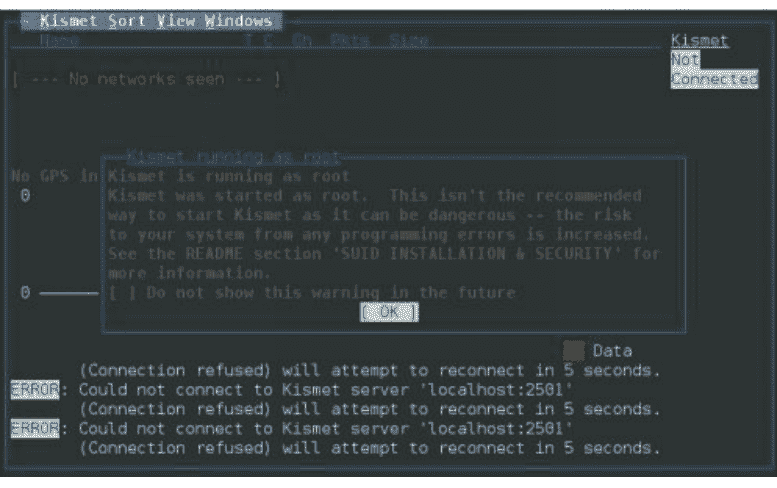 ~ Kismet Sort View Windows
Name T C Ch Pkts Size
Kismet
Not
Connected
[ --- No networks seen --- ]
Kismet running as root
No GPS in
Kismet is running as root
0
Kismet was started as root. This isn't the recommended
way to start Kismet as it can be dangerous -- the risk
to your system from any programming errors is increased.
See the README section 'SUID INSTALLATION & SECURITY' for
more information.
0
[ ] Do not show this warning in the future
[ OK ]
Data
(Connection refused) will attempt to reconnect in 5 seconds.
ERROR: Could not connect to Kismet server 'localhost:2501'
(Connection refused) will attempt to reconnect in 5 seconds.
ERROR: Could not connect to Kismet server 'localhost:2501'
(Connection refused) will attempt to reconnect in 5 seconds.